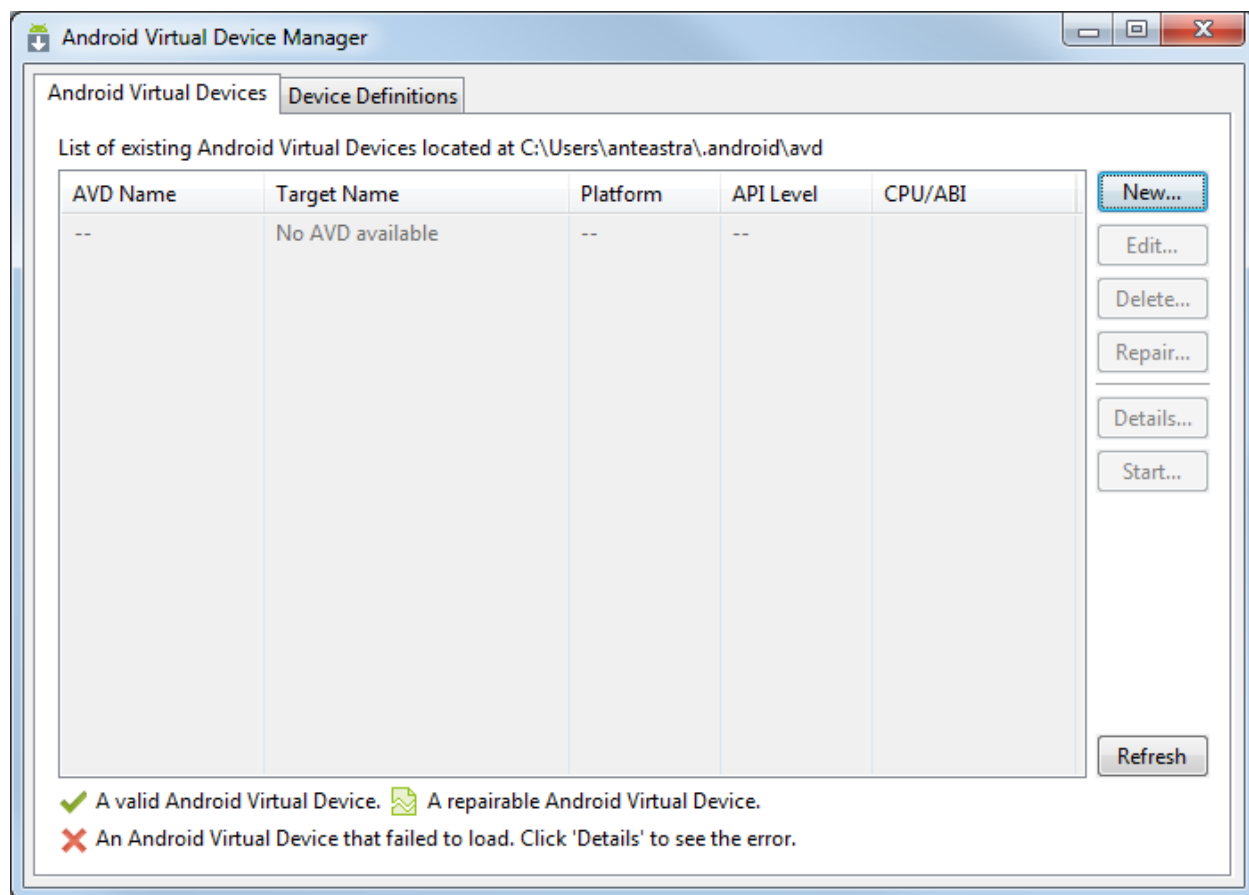 Android Virtual Device Manager
Android Virtual Devices Device Definitions
List of existing Android Virtual Devices located at C:\Users\anteastra\.android\avd
AVD Name Target Name Platform API Level CPU/ABI
-- No AVD available -- --
New...
Edit...
Delete...
Repair...
Details...
Start...
Refresh
A valid Android Virtual Device. A repairable Android Virtual Device.
An Android Virtual Device that failed to load. Click 'Details' to see the error.